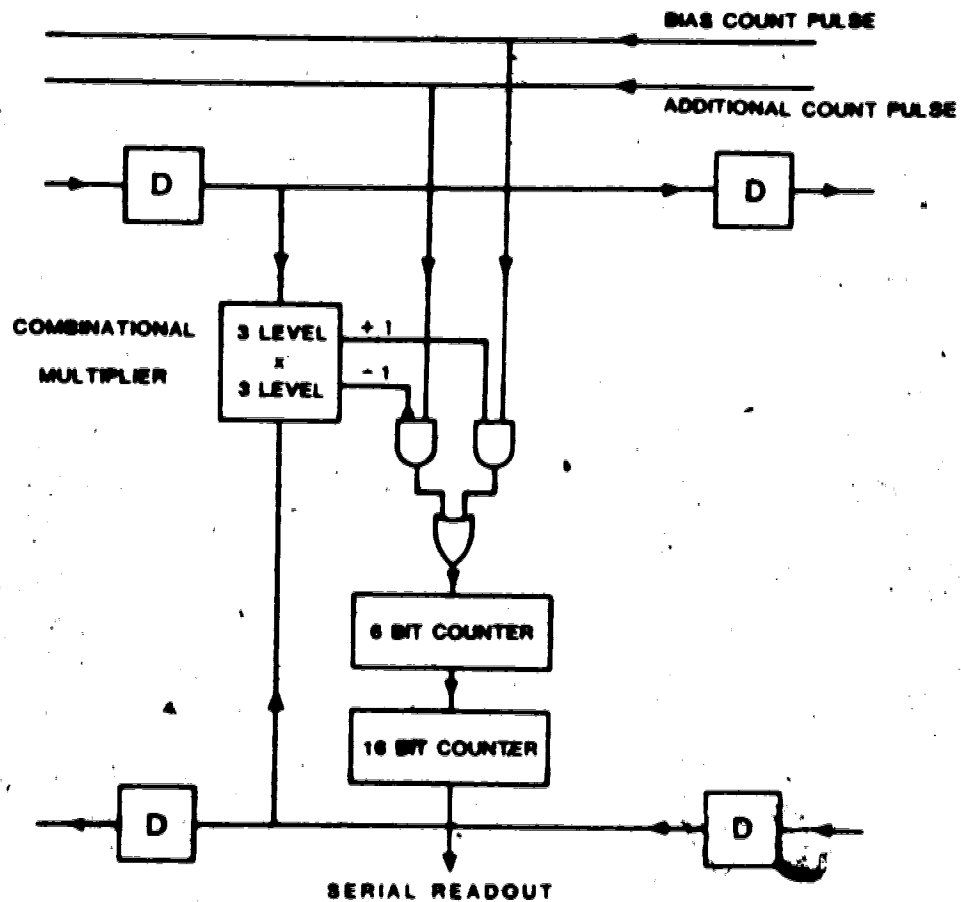 BIAS COUNT PULSE
ADDITIONAL COUNT PULSE
D
D
COMBINATIONAL
MULTIPLIER
3 LEVEL
x
3 LEVEL
+ 1
- 1
6 BIT COUNTER
16 BIT COUNTER
D
D
SERIAL READOUT